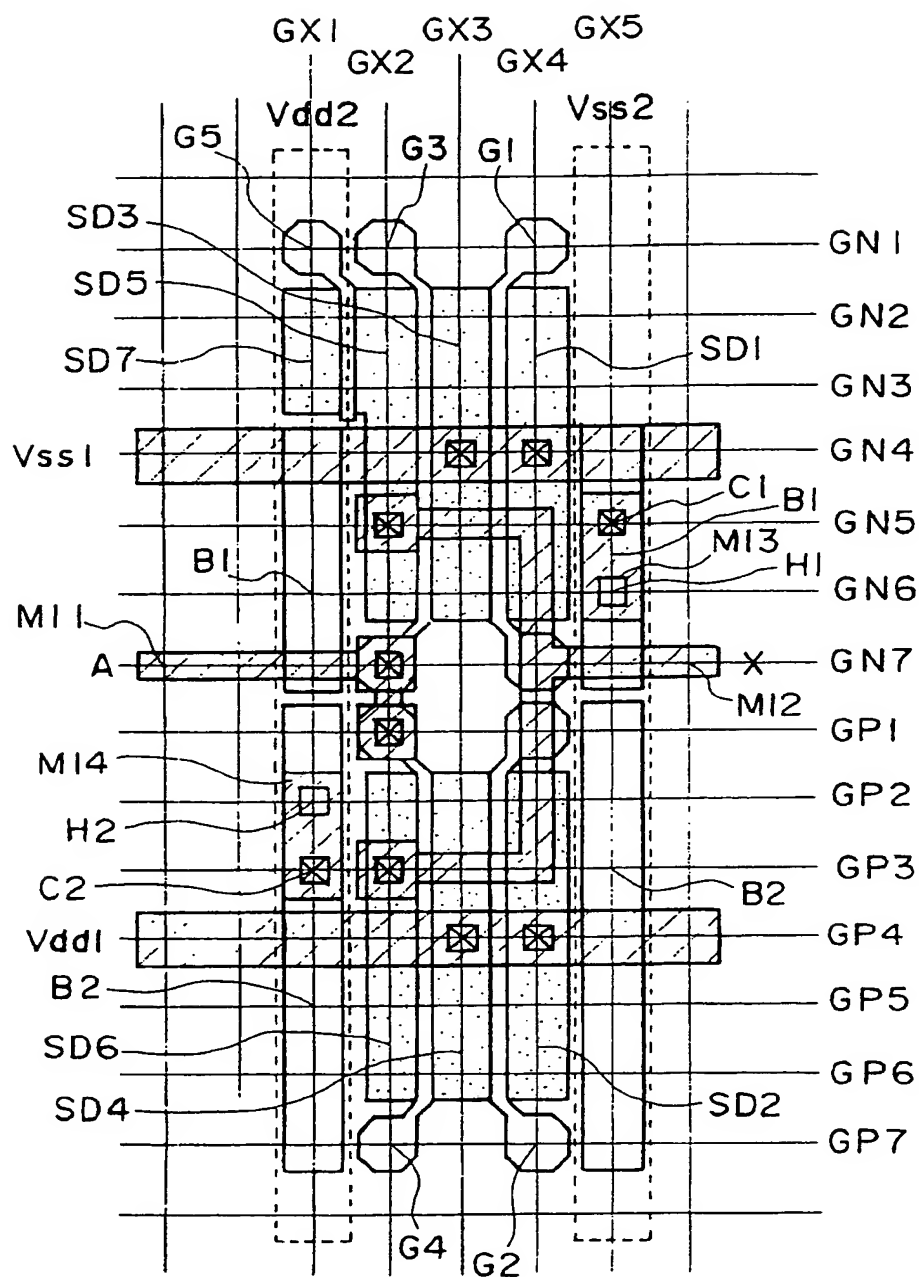 GX1
GX3
GX5
GX2
GX4
Vdd2
Vss2
G5
G3
G1
SD3
GN1
SD5
GN2
SD7
SD1
GN3
Vss1
GN4
C1
GN5
B1
M13
B1
H1
GN6
M11
A
X
GN7
M12
GP1
M14
GP2
H2
C2
GP3
B2
Vdd1
GP4
B2
GP5
SD6
GP6
SD4
SD2
GP7
G4
G2